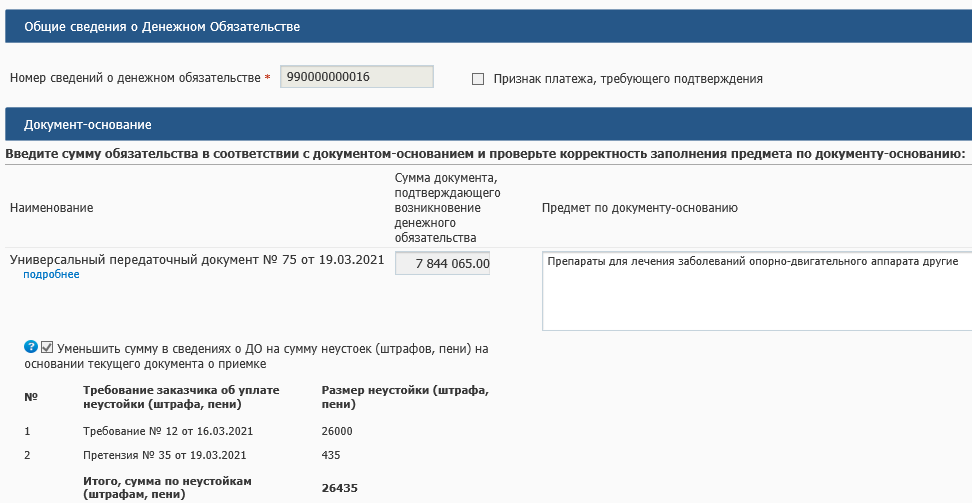 Общие сведения о Денежном Обязательстве
Номер сведений о денежном обязательстве * 990000000016 Признак платежа, требующего подтверждения
Документ-основание
Введите сумму обязательства в соответствии с документом-основанием и проверьте корректность заполнения предмета по документу-основанию:
Наименование
Сумма документа,
подтверждающего
возникновение
денежного
обязательства
Предмет по документу-основанию
Универсальный передаточный документ № 75 от 19.03.2021
подробнее
7 844 065.00
Препараты для лечения заболеваний опорно-двигательного аппарата другие
? Уменьшить сумму в сведениях о ДО на сумму неустоек (штрафов, пени) на
основании текущего документа о приемке
№
Требование заказчика об уплате
неустойки (штрафа, пени)
Размер неустойки (штрафа,
пени)
1 Требование № 12 от 16.03.2021 26000
2 Претензия № 35 от 19.03.2021 435
Итого, сумма по неустойкам
(штрафам, пени)
26435